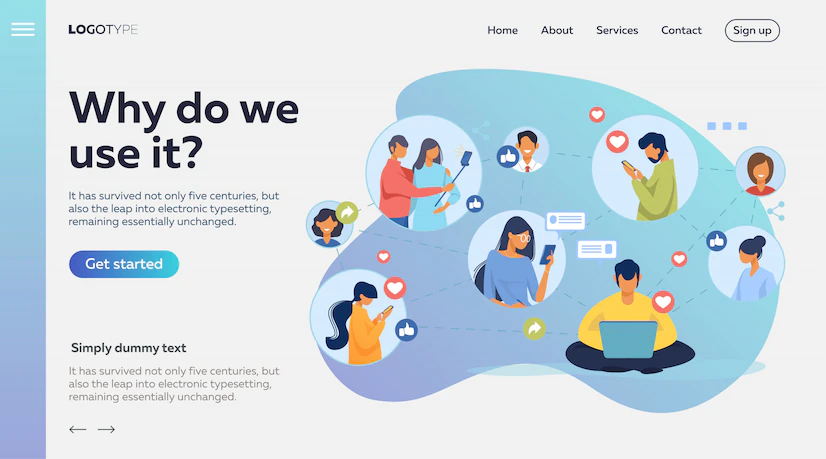 LOGOTYPE
Home About Services Contact Sign up
Why do we
use it?
It has survived not only five centuries, but
also the leap into electronic typesetting,
remaining essentially unchanged.
Get started
Simply dummy text
It has survived not only five centuries, but
also the leap into electronic typesetting,
remaining essentially unchanged.